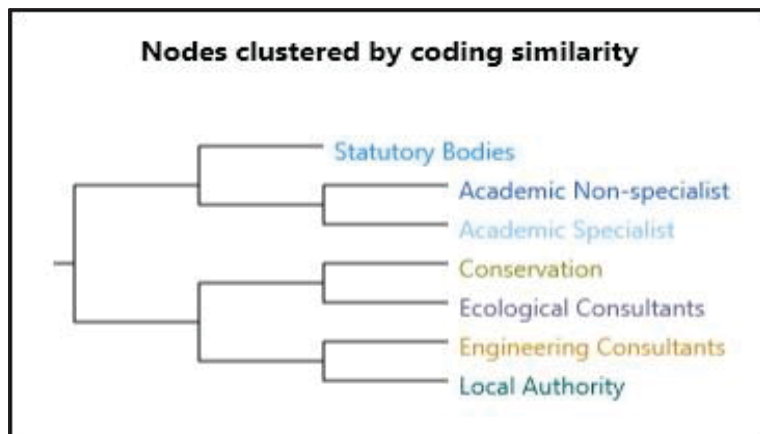 Nodes clustered by coding similarity
Statutory Bodies
Academic Non-specialist
Academic Specialist
Conservation
Ecological Consultants
Engineering Consultants
Local Authority